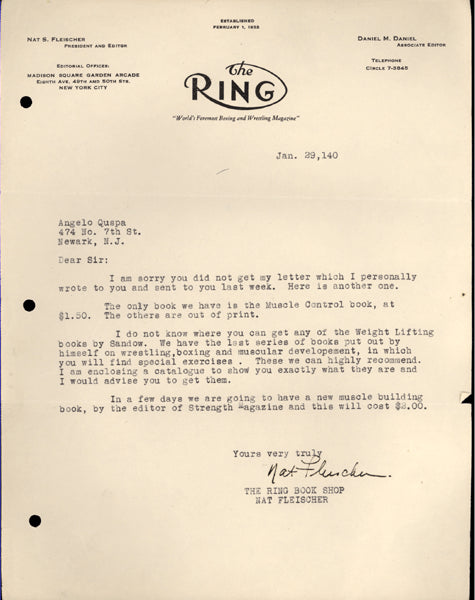 ESTABLISHED
FEBRUARY 1, 1922
NAT S. FLEISCHER
PRESIDENT AND EDITOR
DANIEL M. DANIEL
ASSOCIATE EDITOR
EDITORIAL OFFICES:
MADISON SQUARE GARDEN ARCADE
EIGHTH AVE, 49TH AND 50TH STS.
NEW YORK CITY
TELEPHONE
CIRCLE 7-3845
The
RING
"World's Foremost Boxing and Wrestling Magazine"
Jan. 29,140
Angelo Quapa
474 No. 7th St.
Newark, N.J.
Dear Sir:
I am sorry you did not get my letter which I personally
wrote to you and sent to you last week. Here is another one.
The only book we have is the Muscle Control book, at
$1.50. The others are out of print.
I do not know where you can get any of the Weight Lifting
books by Sandow. We have the last series of books put out by
himself on wrestling,boxing and muscular developement, in which
you will find special exercises . These we can highly recommend.
I am enclosing a catalogue to show you exactly what they are and
I would advise you to get them.
In a few days we are going to have a new muscle building
book, by the editor of Strength Magazine and this will cost $2.00.
Yours very truly
Nat Fleischer.
THE RING BOOK SHOP
NAT FLEISCHER